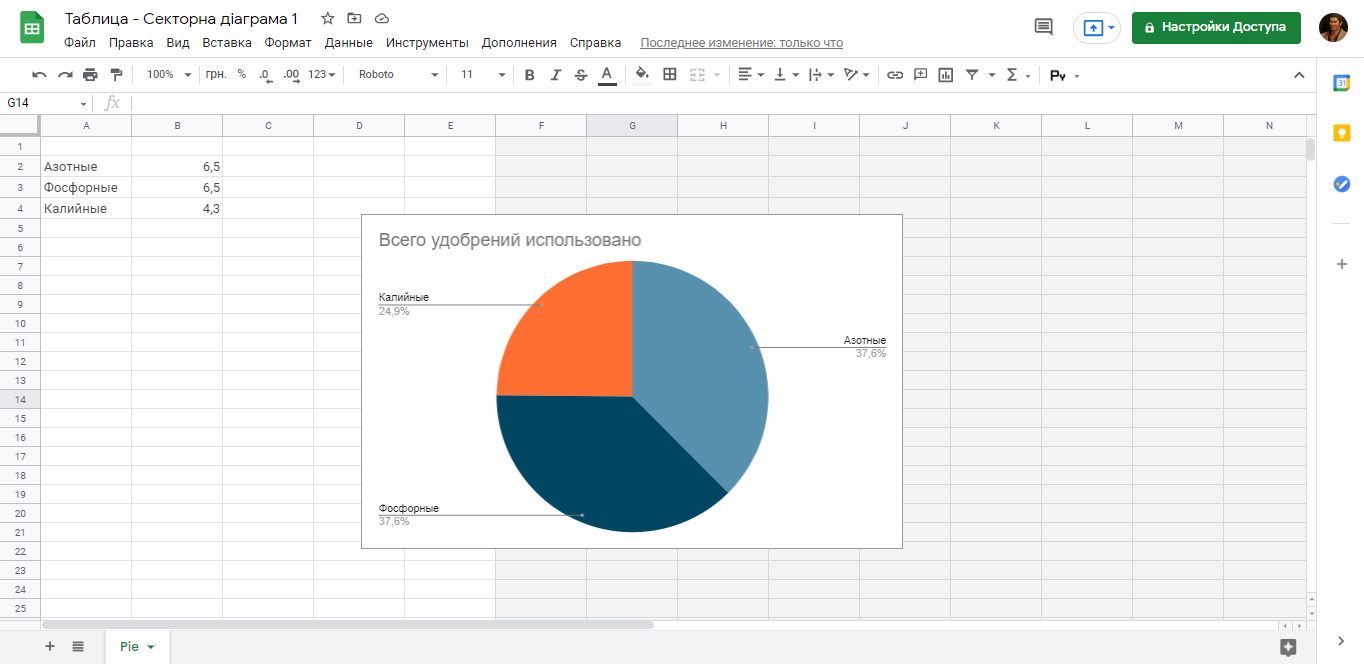 Таблица - Секторна діаграма 1
Файл Правка Вид Вставка Формат Данные Инструменты Дополнения Справка Последнее изменение: только что
Настройки Доступа
100% грн. % .0 .00 123 Roboto 11 B I S A Σ Py
G14 fx
A B C D E F G H I J K L M N
1
2 Азотные 6,5
3 Фосфорные 6,5
4 Калийные 4,3
5
6
7
8
9
10
11
12
13
14
15
16
17
18
19
20
21
22
23
24
25
Всего удобрений использовано
Калийные
24,9%
Азотные
37,6%
Фосфорные
37,6%
Pie
31